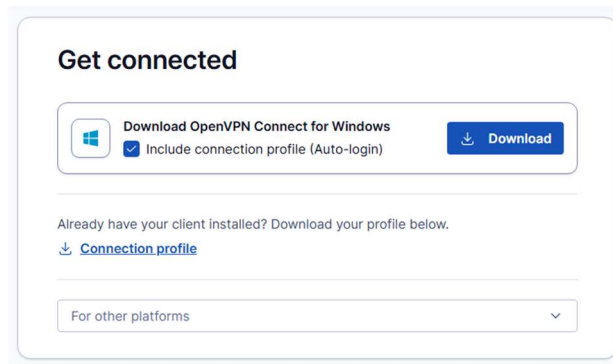 Get connected
Download OpenVPN Connect for Windows
Include connection profile (Auto-login)
Download
Already have your client installed? Download your profile below.
Connection profile
For other platforms